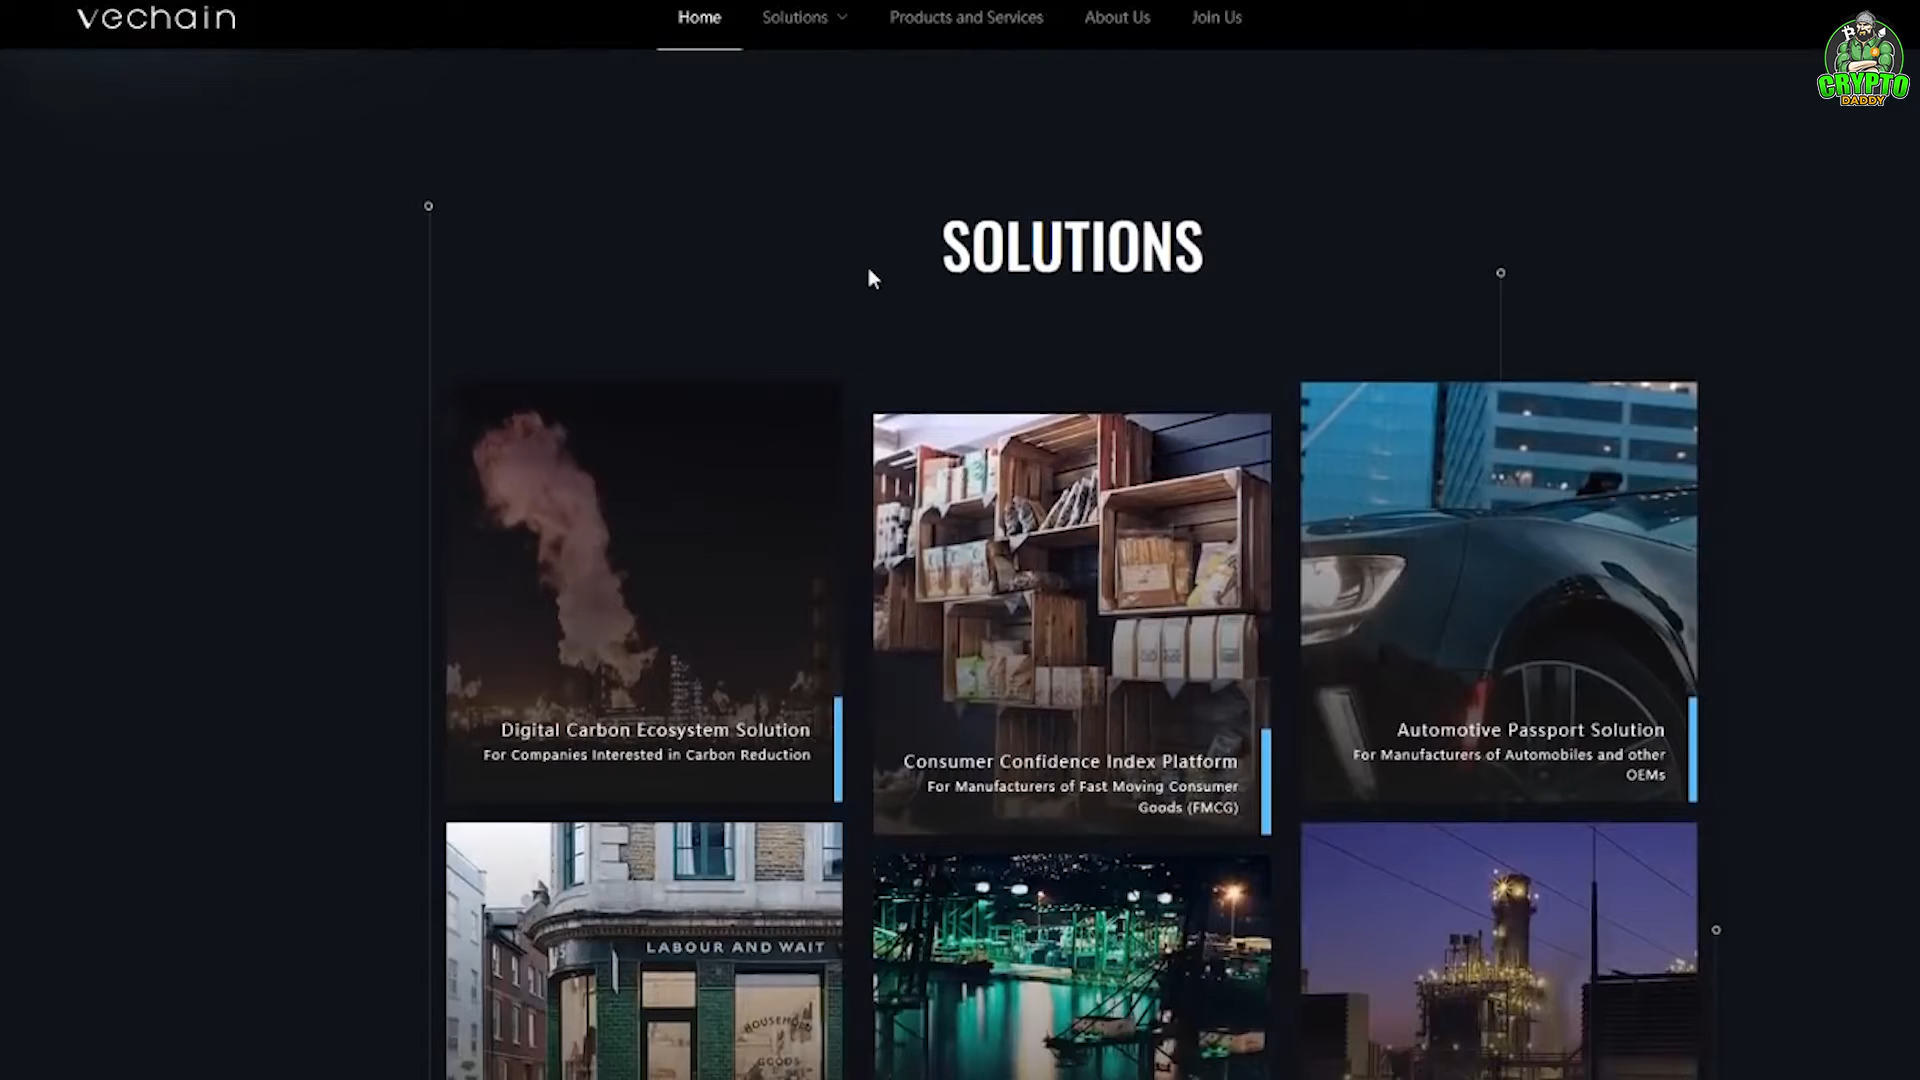 vechain
Home
Solutions
Products and Services
About Us
Join Us
CRYPTO
DADDY
SOLUTIONS
Digital Carbon Ecosystem Solution
For Companies Interested in Carbon Reduction
Consumer Confidence Index Platform
For Manufacturers of Fast Moving Consumer
Goods (FMCG)
Automotive Passport Solution
For Manufacturers of Automobiles and other
OEMs
LABOUR AND WAIT
HOUSEHOLD
GOODS